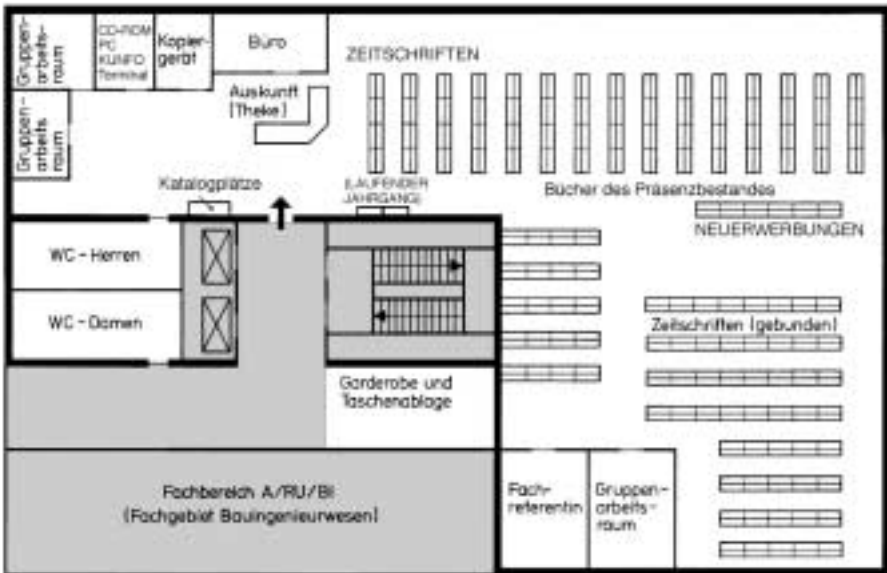 Gruppen-
arbeits-
raum
CD-ROM
PC
KUNFO
Terminal
Kopier-
gerät
Büro
ZEITSCHRIFTEN
Auskunft
(Theke)
Gruppen-
arbeits
raum
Katalogplätze
(LAUFENDER
JAHRGANG)
Bücher des Präsenzbestandes
NEUERWERBUNGEN
WC - Herren
WC - Damen
Zeitschriften (gebunden)
Garderobe und
Taschenablage
Fachbereich A/RU/BI
(Fachgebiet Bauingenieurwesen)
Fach-
referentin
Gruppen-
arbeits-
raum